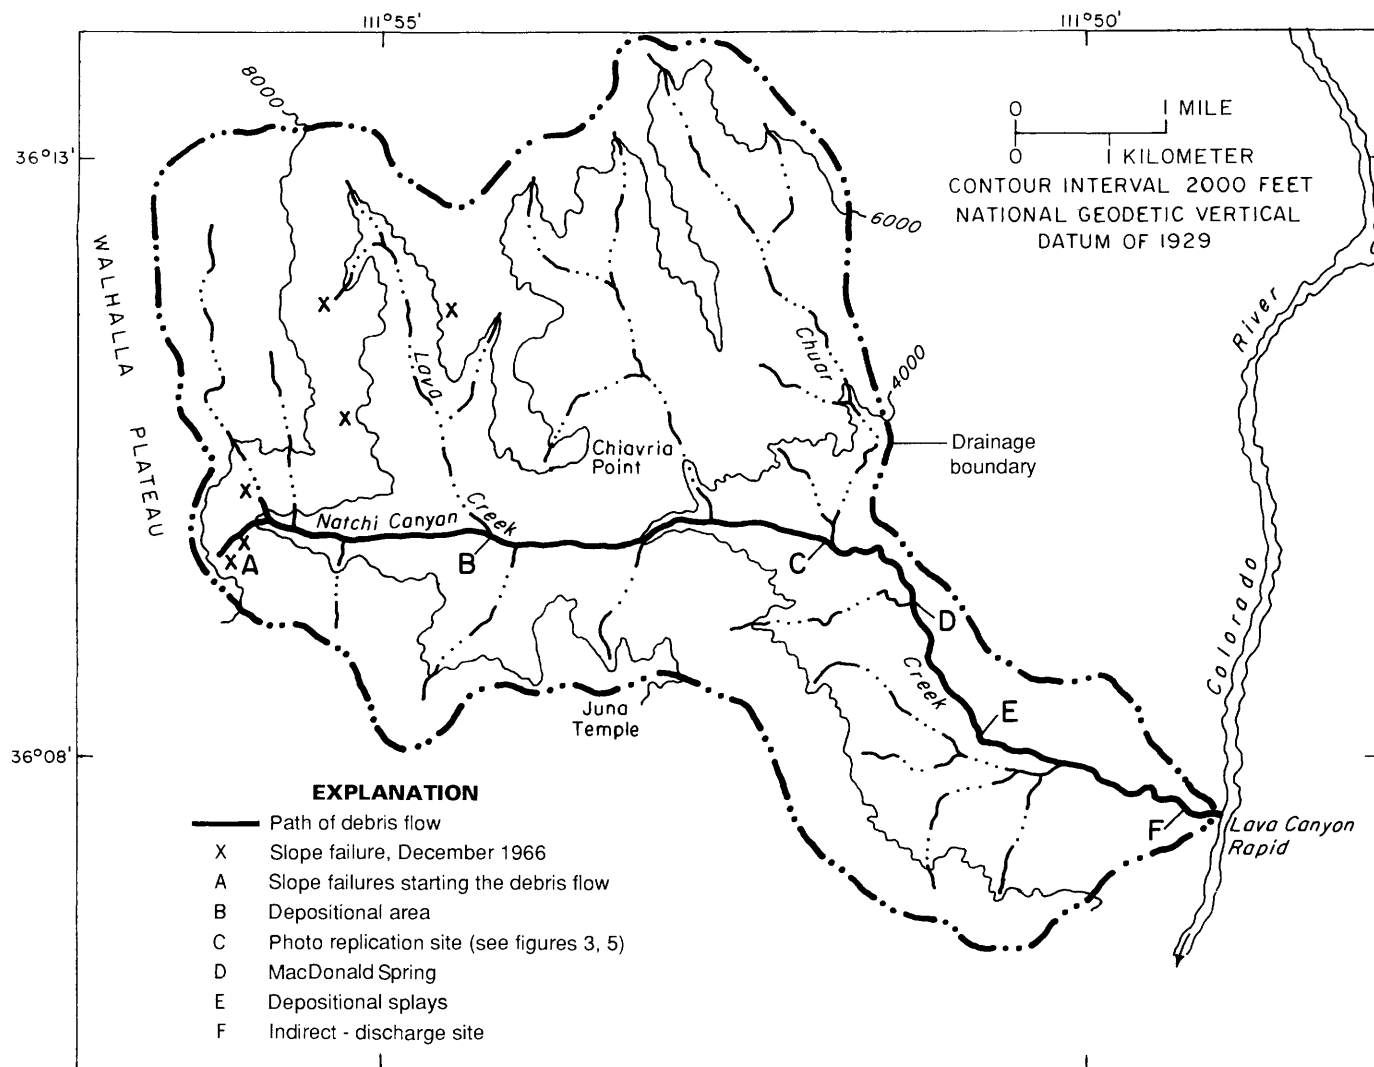 111°55'
111°50'
8000
0 1 MILE
0 1 KILOMETER
CONTOUR INTERVAL 2000 FEET
NATIONAL GEODETIC VERTICAL
DATUM OF 1929
36°13'
6000
WALHALLA
PLATEAU
River
Colorado
Lava
Creek
Chuar
Creek
4000
Drainage
boundary
Chiavria
Point
Natchi Canyan
X
X
X
X
X
X
A
B
C
D
E
F
Juna
Temple
36°08'
Lava Canyon
Rapid
EXPLANATION
Path of debris flow
X Slope failure, December 1966
A Slope failures starting the debris flow
B Depositional area
C Photo replication site (see figures 3, 5)
D MacDonald Spring
E Depositional splays
F Indirect - discharge site